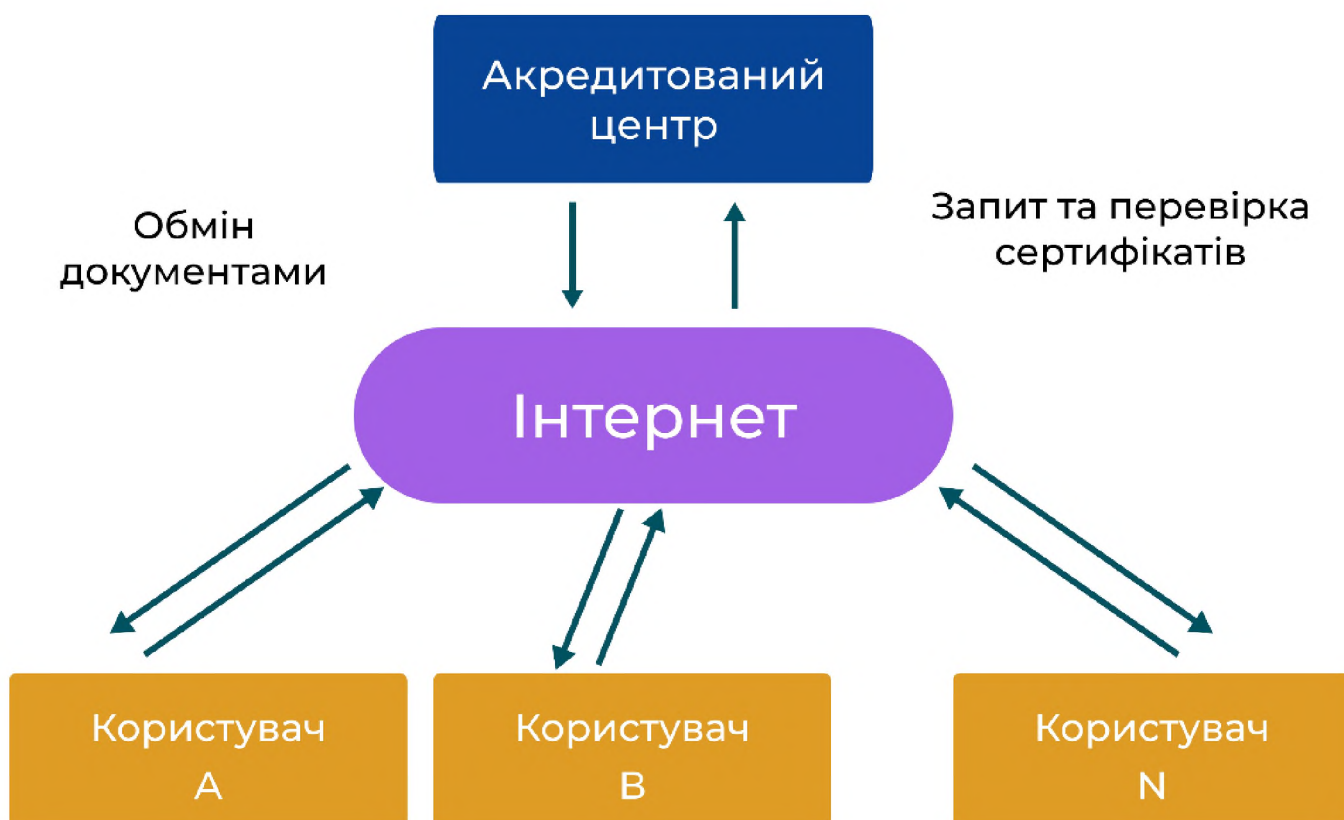 Акредитований
центр
Обмін
документами
Запит та перевірка
сертифікатів
Інтернет
Користувач
А
Користувач
В
Користувач
N